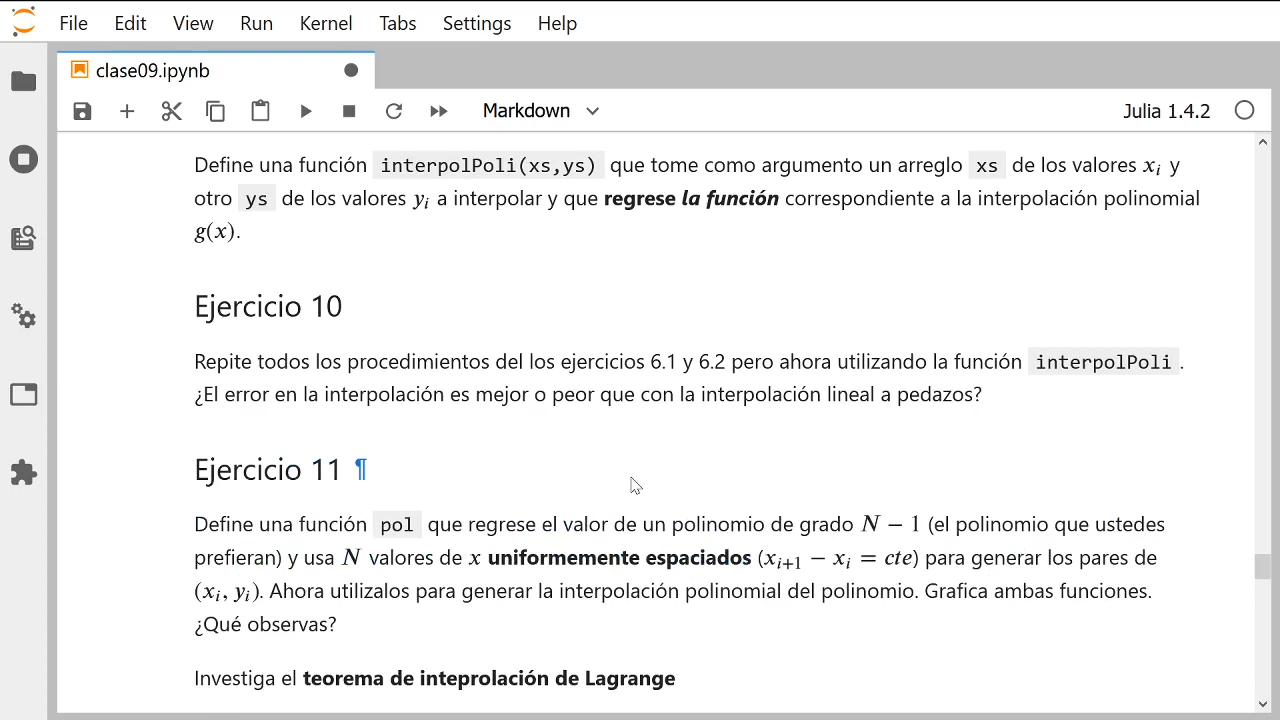 File Edit View Run Kernel Tabs Settings Help
clase09.ipynb
Markdown Julia 1.4.2
Define una función interpolPoli(xs,ys) que tome como argumento un arreglo xs de los valores xᵢ y
otro ys de los valores yᵢ a interpolar y que regrese la función correspondiente a la interpolación polinomial
g(x).
Ejercicio 10
Repite todos los procedimientos del los ejercicios 6.1 y 6.2 pero ahora utilizando la función interpolPoli.
¿El error en la interpolación es mejor o peor que con la interpolación lineal a pedazos?
Ejercicio 11 ¶
Define una función pol que regrese el valor de un polinomio de grado N − 1 (el polinomio que ustedes
prefieran) y usa N valores de x uniformemente espaciados (xᵢ₊₁ − xᵢ = cte) para generar los pares de
(xᵢ, yᵢ). Ahora utilizalos para generar la interpolación polinomial del polinomio. Grafica ambas funciones.
¿Qué observas?
Investiga el teorema de inteprolación de Lagrange